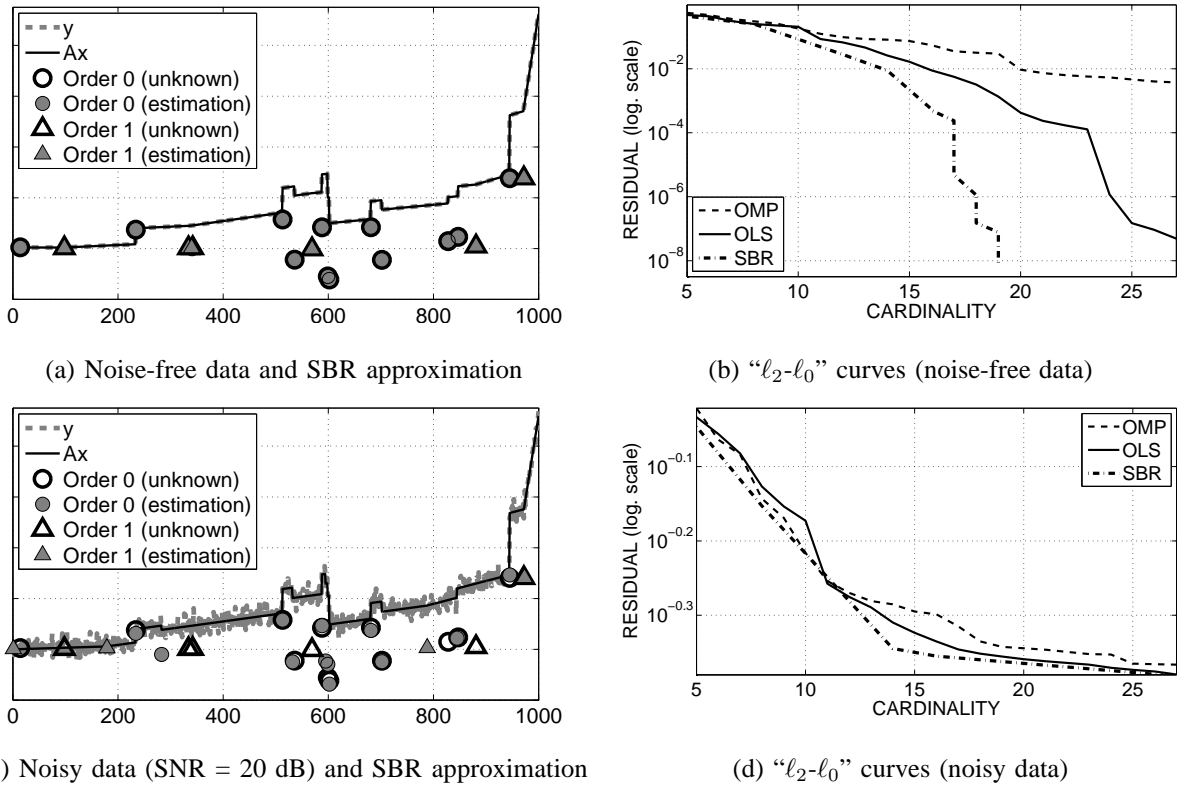 y
Ax
Order 0 (unknown)
Order 0 (estimation)
Order 1 (unknown)
Order 1 (estimation)
0 200 400 600 800 1000
(a) Noise-free data and SBR approximation
RESIDUAL (log. scale)
10⁻²
10⁻⁴
10⁻⁶
10⁻⁸
OMP
OLS
SBR
5 10 15 20 25
CARDINALITY
(b) “ℓ₂-ℓ₀” curves (noise-free data)
y
Ax
Order 0 (unknown)
Order 0 (estimation)
Order 1 (unknown)
Order 1 (estimation)
0 200 400 600 800 1000
) Noisy data (SNR = 20 dB) and SBR approximation
RESIDUAL (log. scale)
10⁻⁰·¹
10⁻⁰·²
10⁻⁰·³
OMP
OLS
SBR
5 10 15 20 25
CARDINALITY
(d) “ℓ₂-ℓ₀” curves (noisy data)